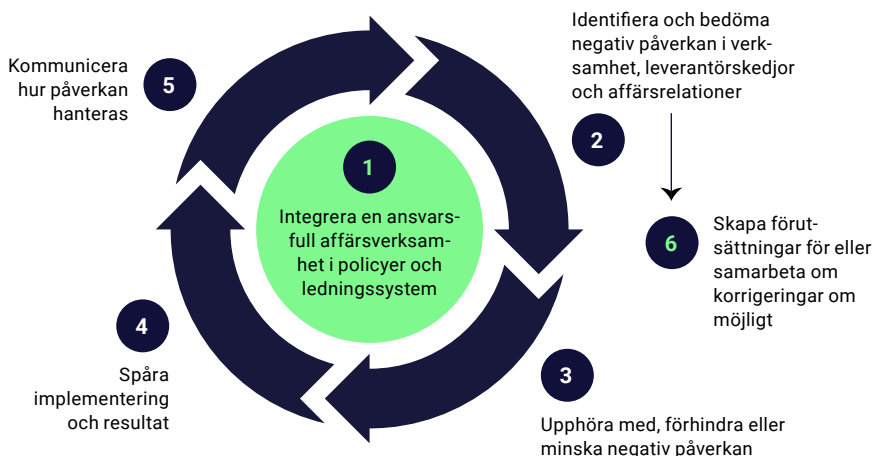 1
Integrera en ansvars-
full affärsverksam-
het i policyer och
ledningssystem
Identifiera och bedöma
negativ påverkan i verk-
samhet, leverantörskedjor
och affärsrelationer
2
3
Upphöra med, förhindra eller
minska negativ påverkan
4
Spåra
implementering
och resultat
Kommunicera
hur påverkan
hanteras
5
6
Skapa förut-
sättningar för eller
samarbeta om
korrigeringar om
möjligt